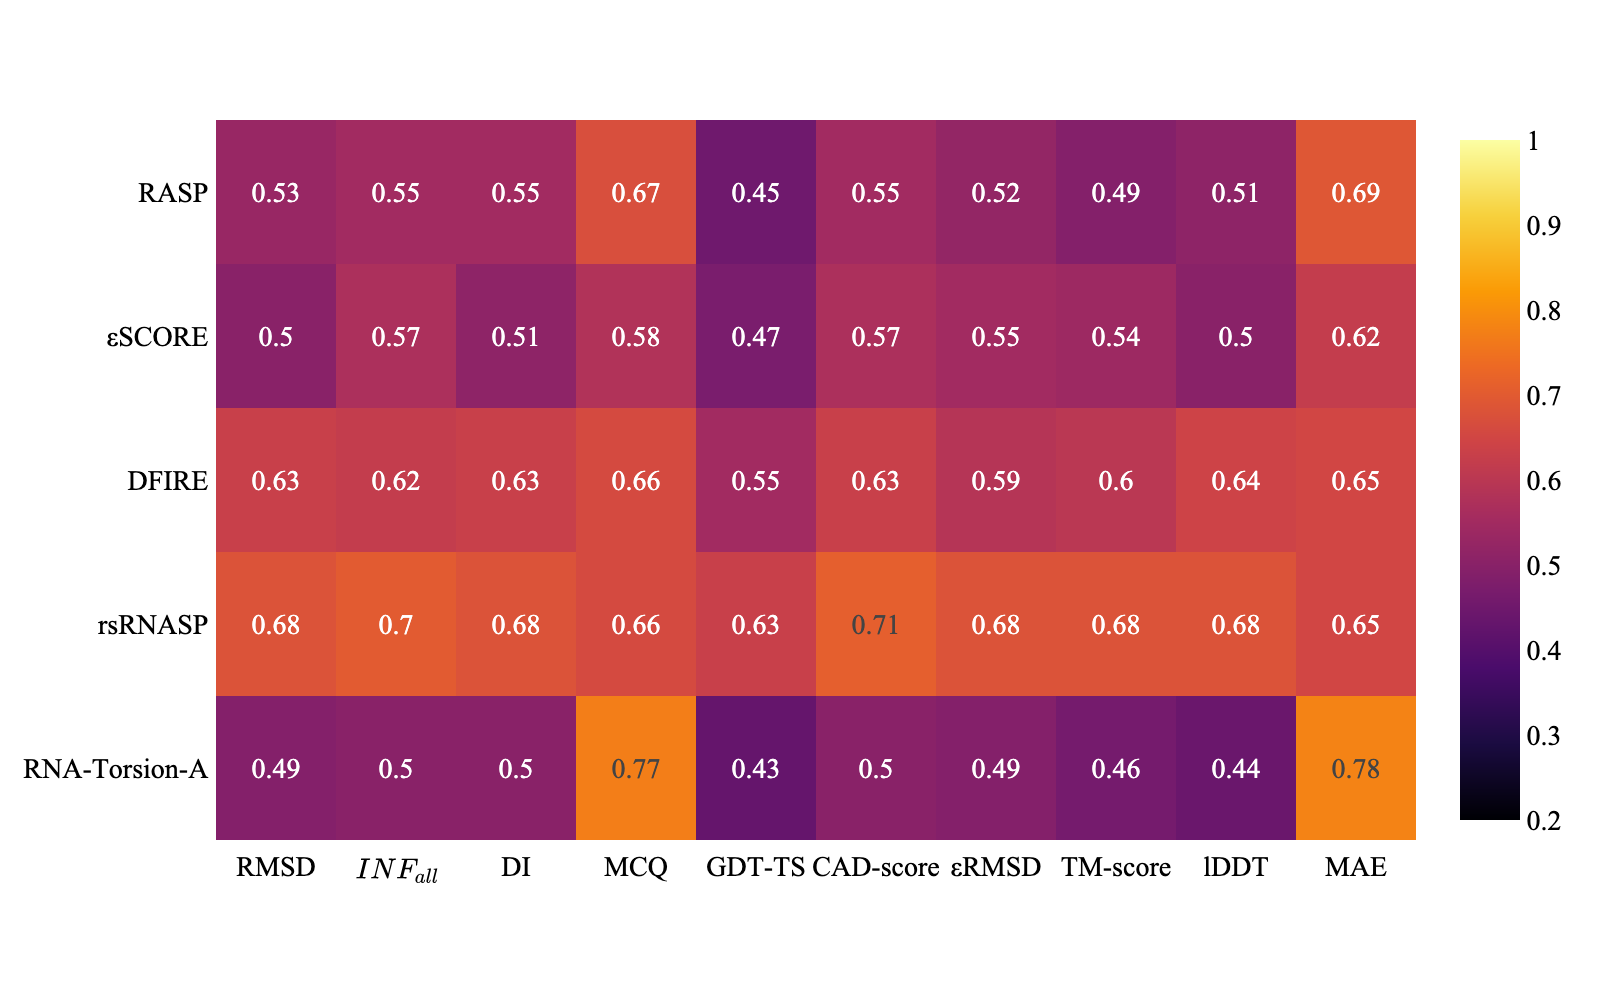 RASP 0.53 0.55 0.55 0.67 0.45 0.55 0.52 0.49 0.51 0.69
εSCORE 0.5 0.57 0.51 0.58 0.47 0.57 0.55 0.54 0.5 0.62
DFIRE 0.63 0.62 0.63 0.66 0.55 0.63 0.59 0.6 0.64 0.65
rsRNASP 0.68 0.7 0.68 0.66 0.63 0.71 0.68 0.68 0.68 0.65
RNA-Torsion-A 0.49 0.5 0.5 0.77 0.43 0.5 0.49 0.46 0.44 0.78
RMSD INF_all DI MCQ GDT-TS CAD-score εRMSD TM-score lDDT MAE
1
0.9
0.8
0.7
0.6
0.5
0.4
0.3
0.2